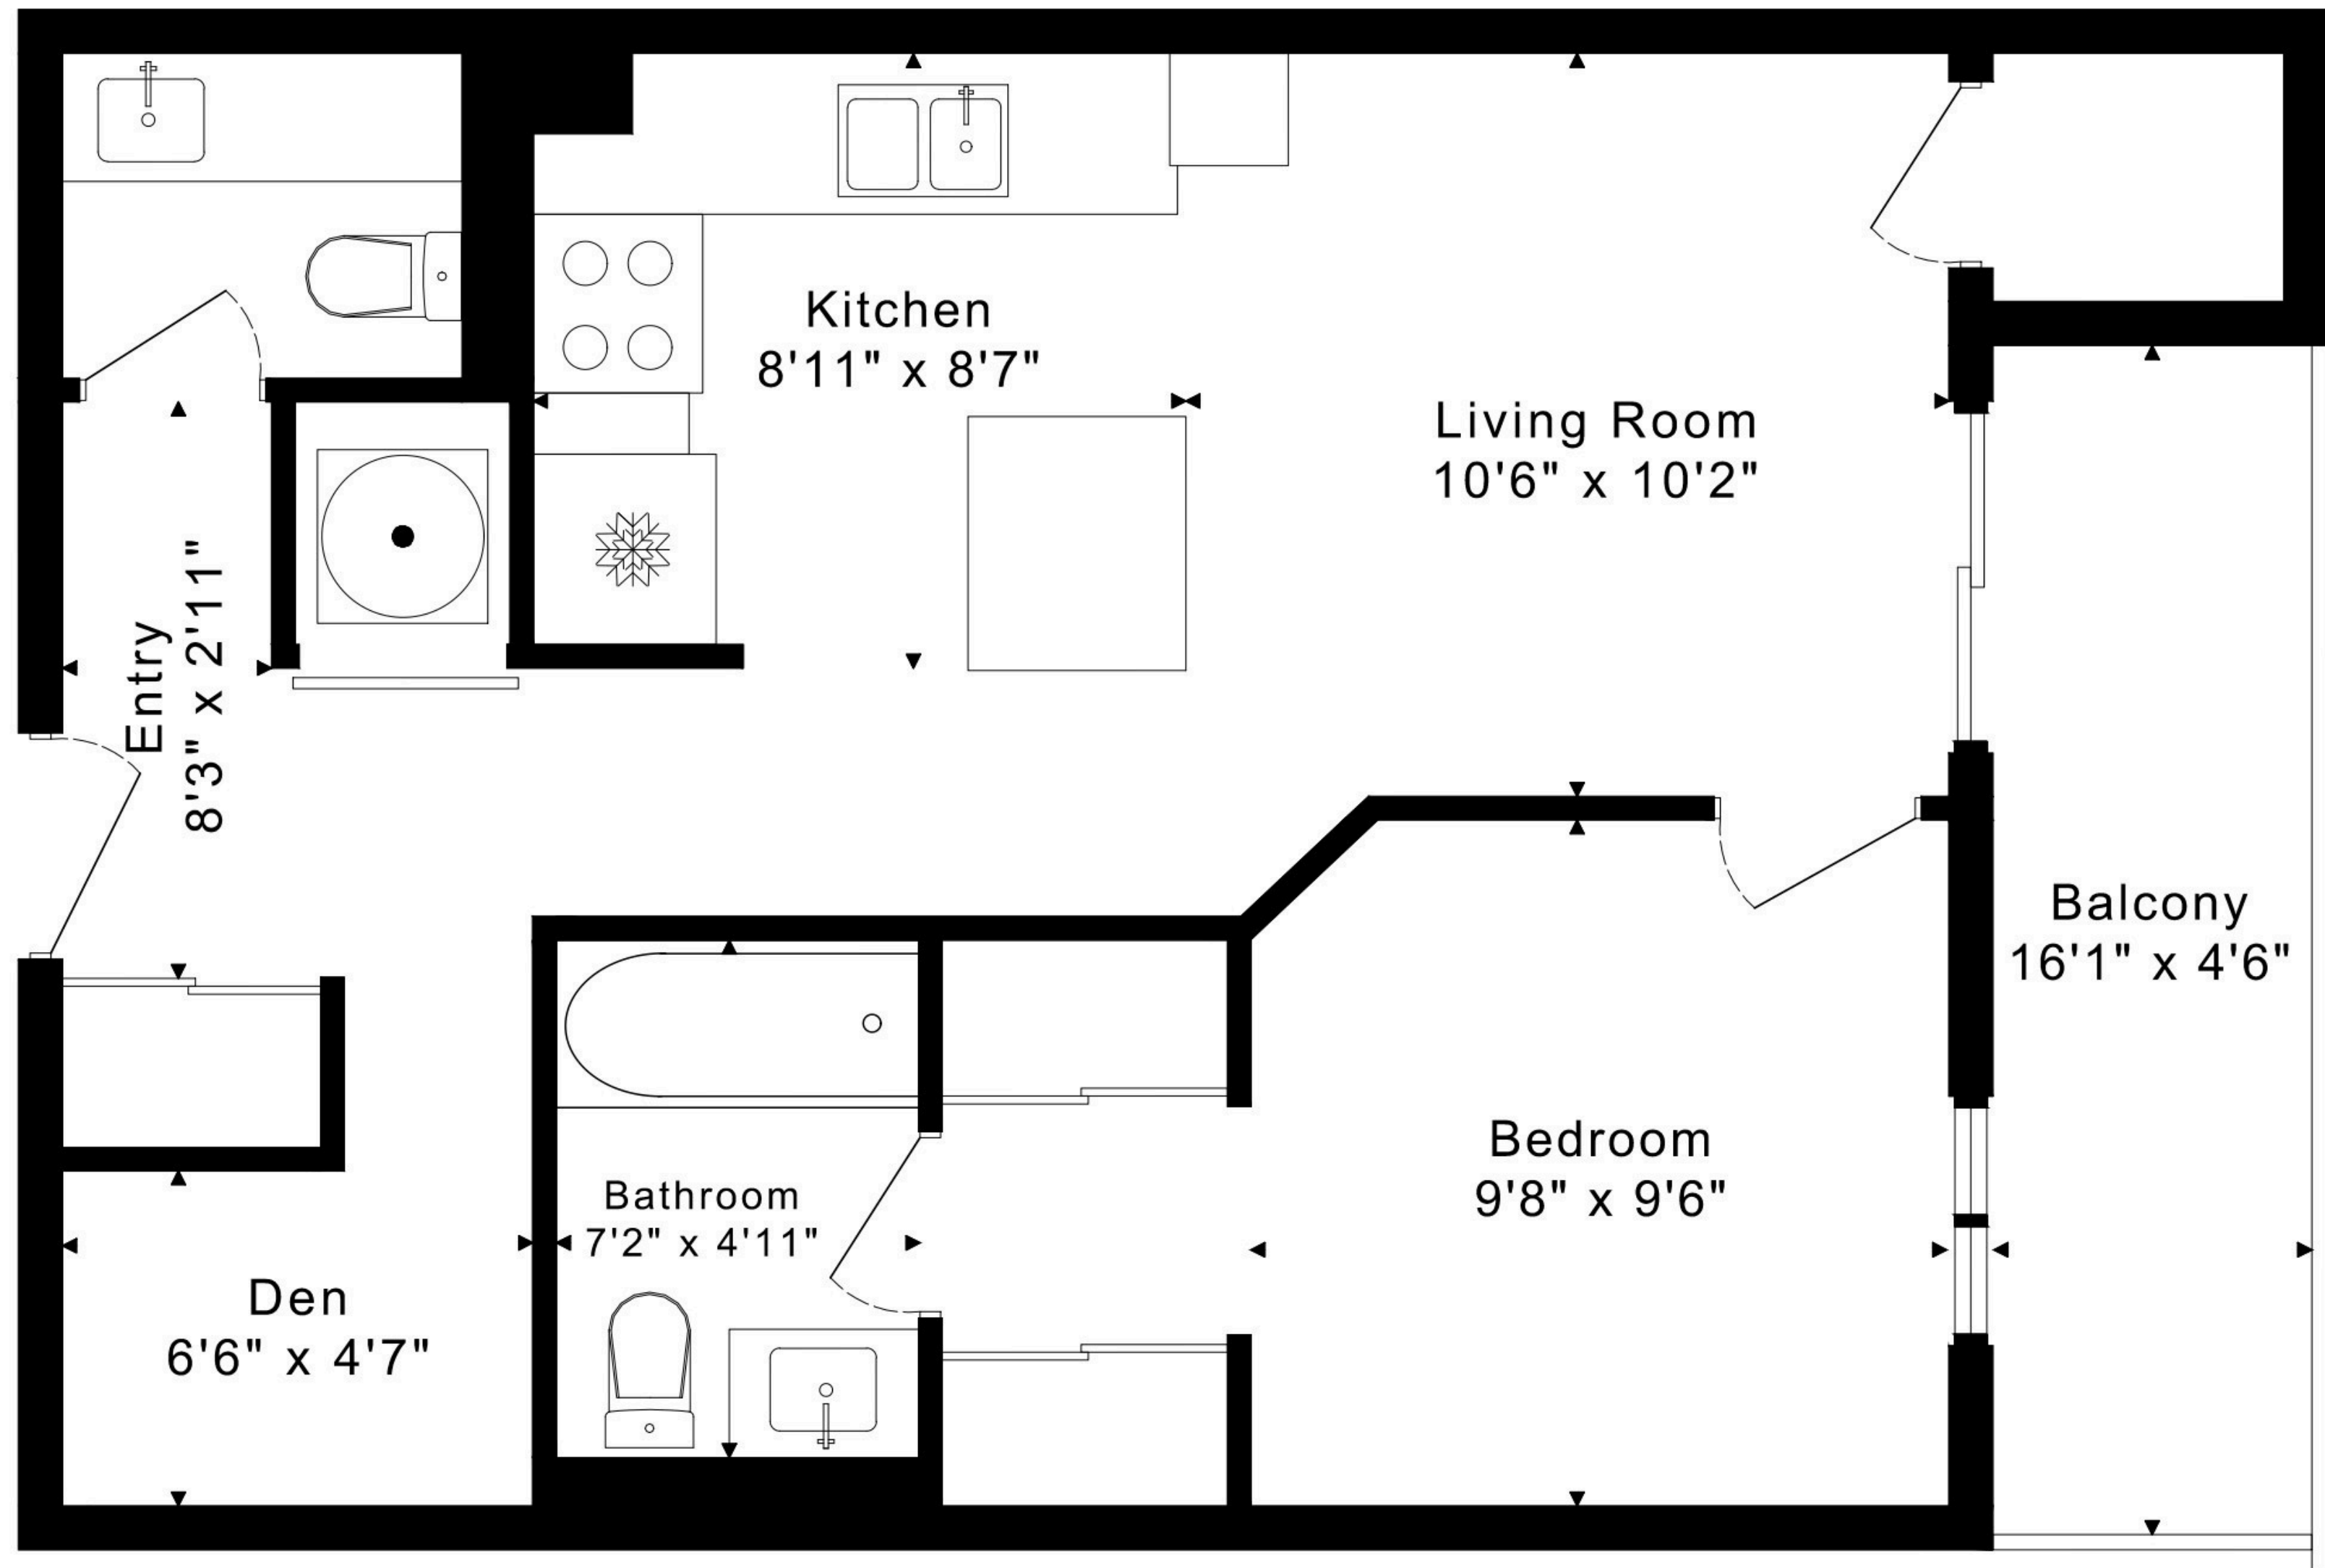 Kitchen
8'11" x 8'7"
Living Room
10'6" x 10'2"
Entry
8'3" x 2'11"
Balcony
16'1" x 4'6"
Bathroom
7'2" x 4'11"
Bedroom
9'8" x 9'6"
Den
6'6" x 4'7"